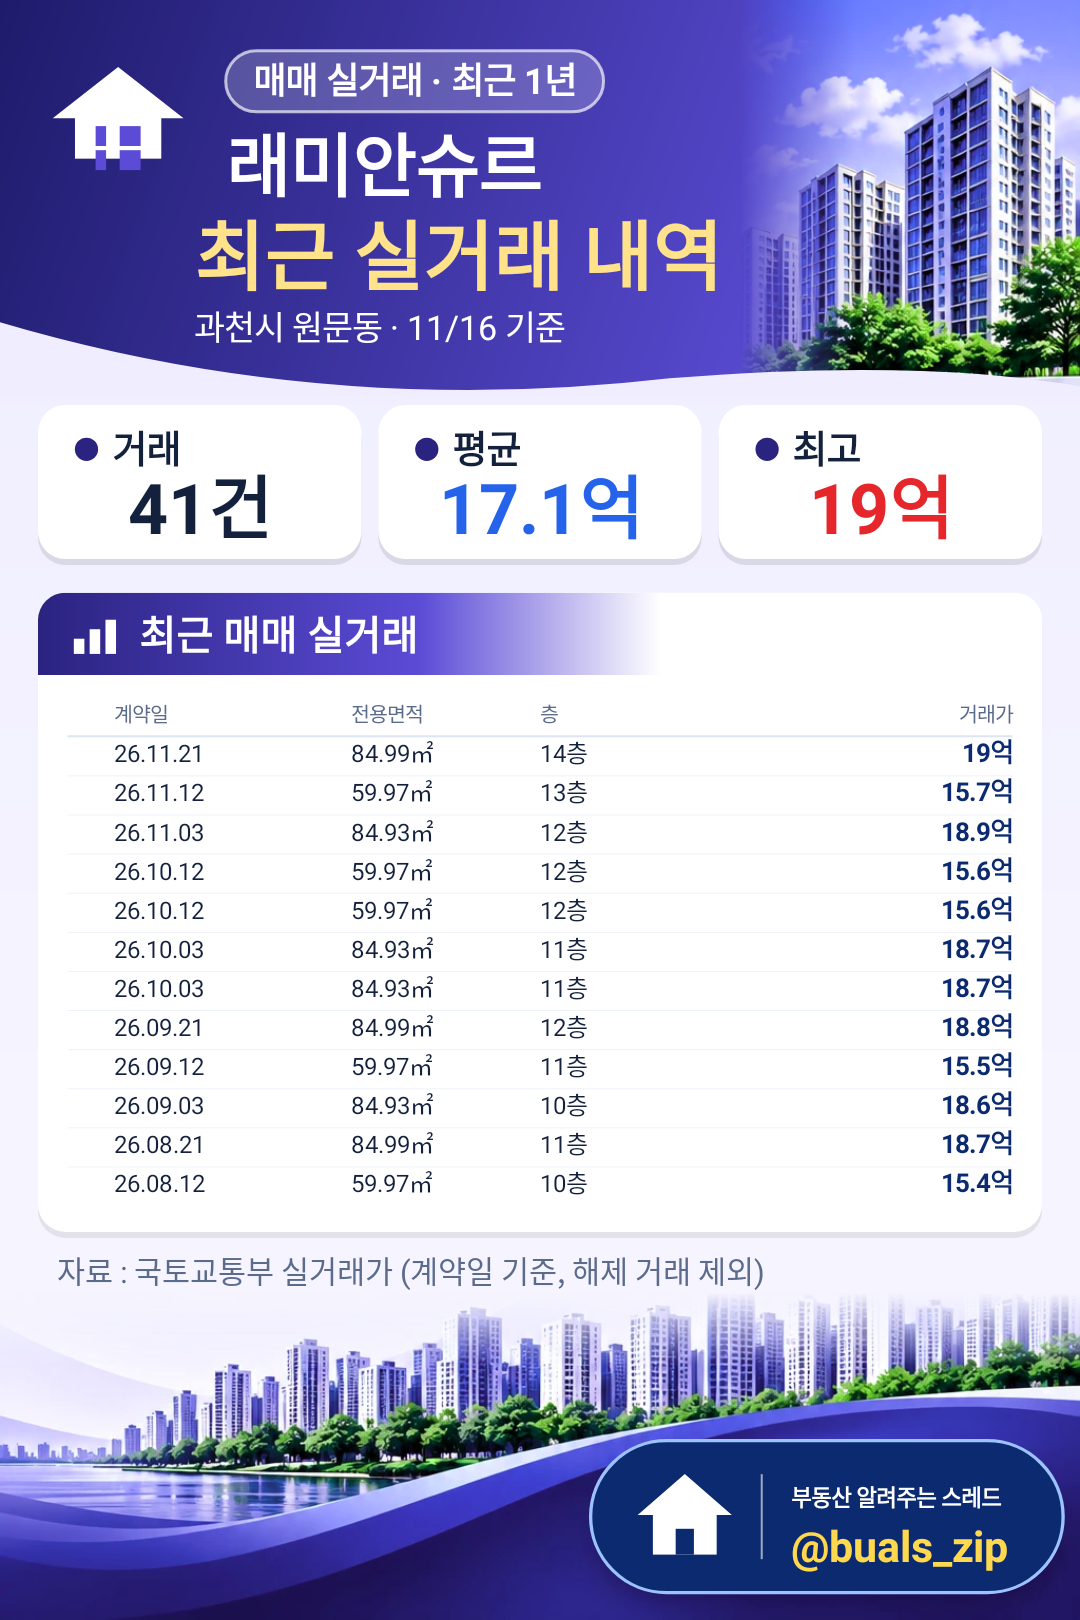 매매 실거래 · 최근 1년
래미안슈르
최근 실거래 내역
과천시 원문동 · 11/16 기준
거래
41건
평균
17.1억
최고
19억
최근 매매 실거래
계약일 전용면적 층 거래가
26.11.21 84.99㎡ 14층 19억
26.11.12 59.97㎡ 13층 15.7억
26.11.03 84.93㎡ 12층 18.9억
26.10.12 59.97㎡ 12층 15.6억
26.10.12 59.97㎡ 12층 15.6억
26.10.03 84.93㎡ 11층 18.7억
26.10.03 84.93㎡ 11층 18.7억
26.09.21 84.99㎡ 12층 18.8억
26.09.12 59.97㎡ 11층 15.5억
26.09.03 84.93㎡ 10층 18.6억
26.08.21 84.99㎡ 11층 18.7억
26.08.12 59.97㎡ 10층 15.4억
자료 : 국토교통부 실거래가 (계약일 기준, 해제 거래 제외)
부동산 알려주는 스레드
@buals_zip